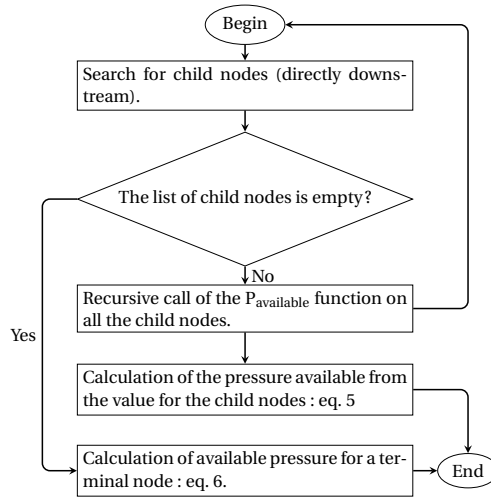 Begin
Search for child nodes (directly downs-
tream).
The list of child nodes is empty?
No
Recursive call of the Pavailable function on
all the child nodes.
Yes
Calculation of the pressure available from
the value for the child nodes : eq. 5
Calculation of available pressure for a ter-
minal node : eq. 6.
End